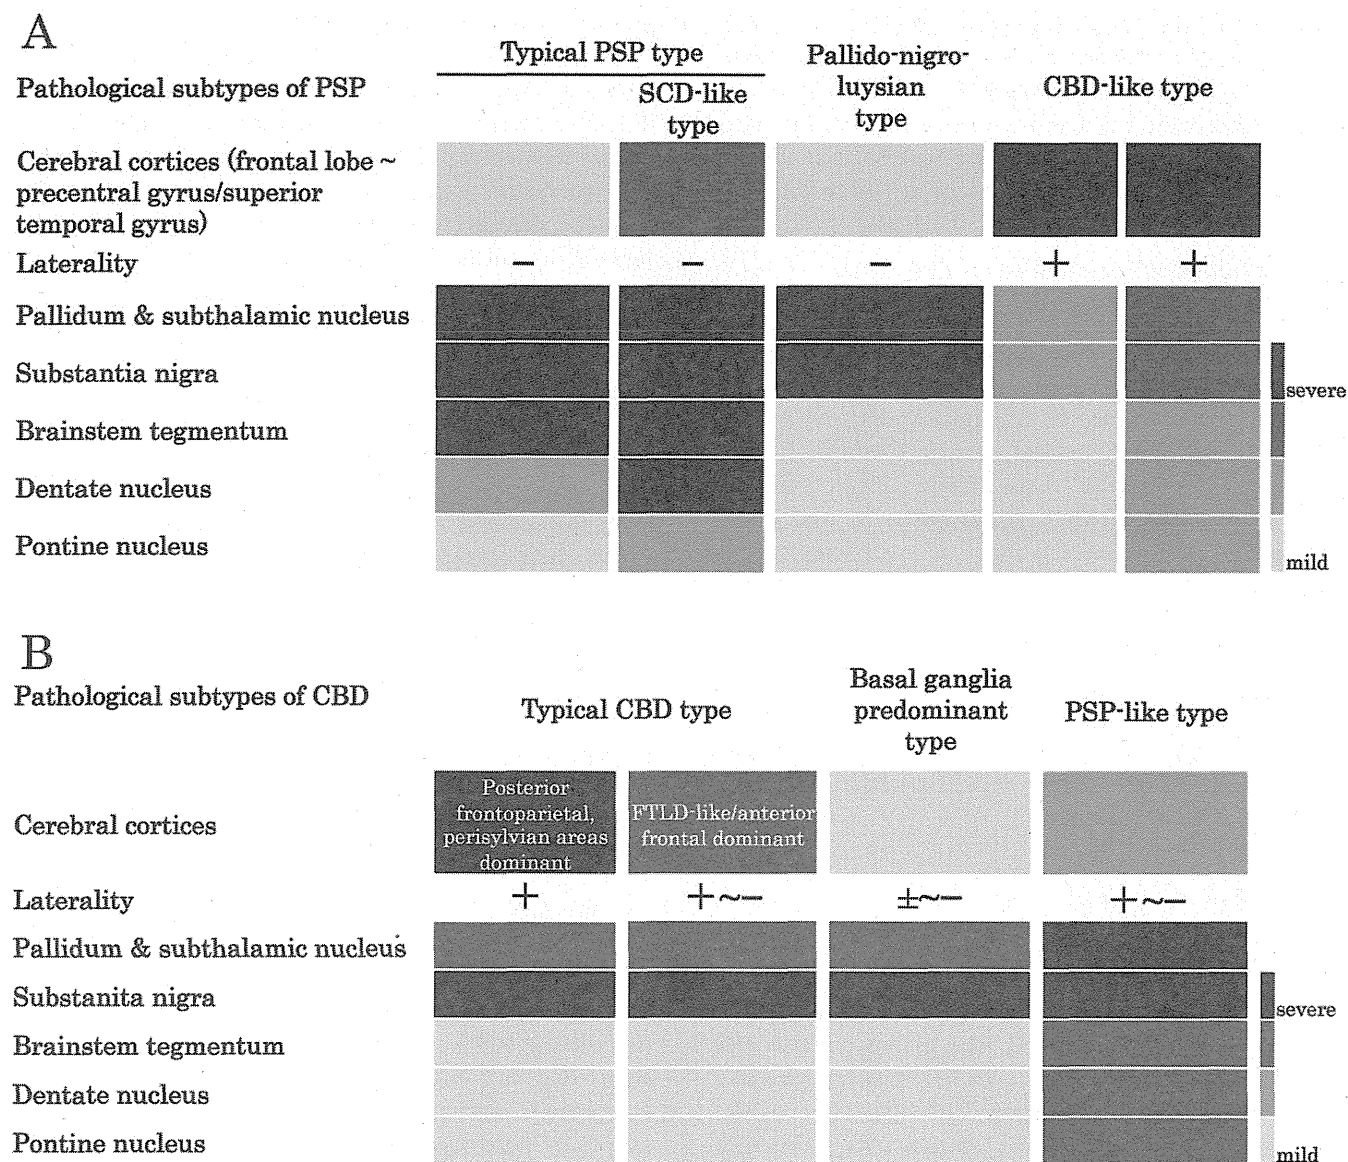 A
Pathological subtypes of PSP
Typical PSP type
SCD-like
type
Pallido-nigro-
luysian
type
CBD-like type
Cerebral cortices (frontal lobe ~
precentral gyrus/superior
temporal gyrus)
Laterality
− − − + +
Pallidum & subthalamic nucleus
Substantia nigra
severe
Brainstem tegmentum
Dentate nucleus
Pontine nucleus
mild
B
Pathological subtypes of CBD
Typical CBD type
Basal ganglia
predominant
type
PSP-like type
Cerebral cortices
Posterior
frontoparietal,
perisylvian areas
dominant
FTLD-like/anterior
frontal dominant
Laterality
+ +~− ±~− +~−
Pallidum & subthalamic nucleus
Substanita nigra
severe
Brainstem tegmentum
Dentate nucleus
Pontine nucleus
mild